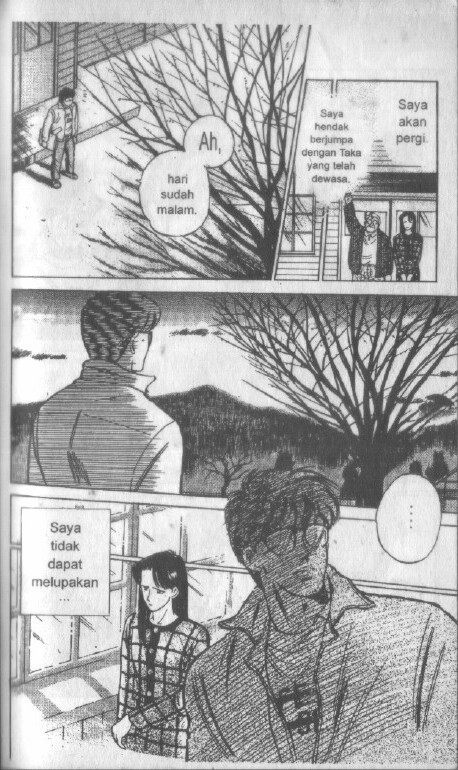 Saya
akan
pergi.
Saya
hendak
berjumpa
dengan Taka
yang telah
dewasa.
Ah,
hari
sudah
malam.
...
Saya
tidak
dapat
melupakan
...